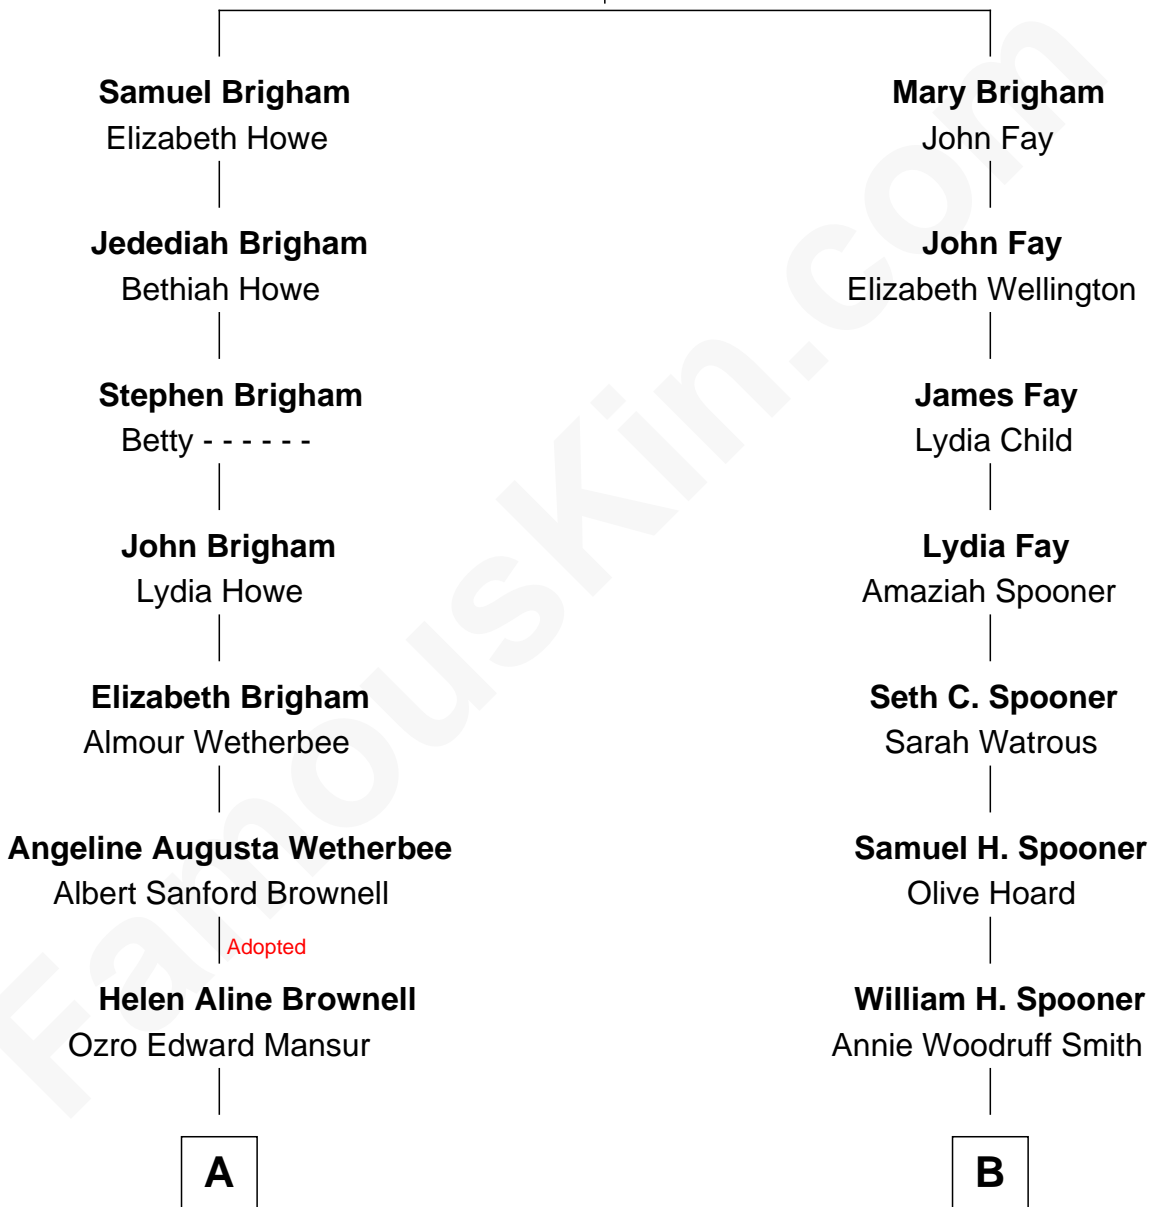 Samuel Brigham
Elizabeth Howe
Mary Brigham
John Fay
Jedediah Brigham
Bethiah Howe
John Fay
Elizabeth Wellington
Stephen Brigham
Betty - - - - - -
James Fay
Lydia Child
John Brigham
Lydia Howe
Lydia Fay
Amaziah Spooner
Elizabeth Brigham
Almour Wetherbee
Seth C. Spooner
Sarah Watrous
Angeline Augusta Wetherbee
Albert Sanford Brownell
Samuel H. Spooner
Olive Hoard
Adopted
Helen Aline Brownell
Ozro Edward Mansur
William H. Spooner
Annie Woodruff Smith
A
B
FamousKin.com